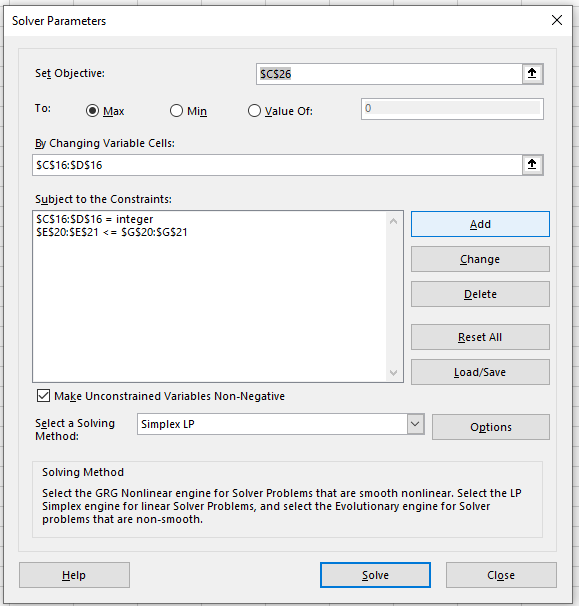 Solver Parameters
Set Objective:
$C$26
To:
Max
Min
Value Of:
0
By Changing Variable Cells:
$C$16:$D$16
Subject to the Constraints:
$C$16:$D$16 = integer
$E$20:$E$21 <= $G$20:$G$21
Add
Change
Delete
Reset All
Load/Save
Make Unconstrained Variables Non-Negative
Select a Solving
Method:
Simplex LP
Options
Solving Method
Select the GRG Nonlinear engine for Solver Problems that are smooth nonlinear. Select the LP
Simplex engine for linear Solver Problems, and select the Evolutionary engine for Solver
problems that are non-smooth.
Help
Solve
Close